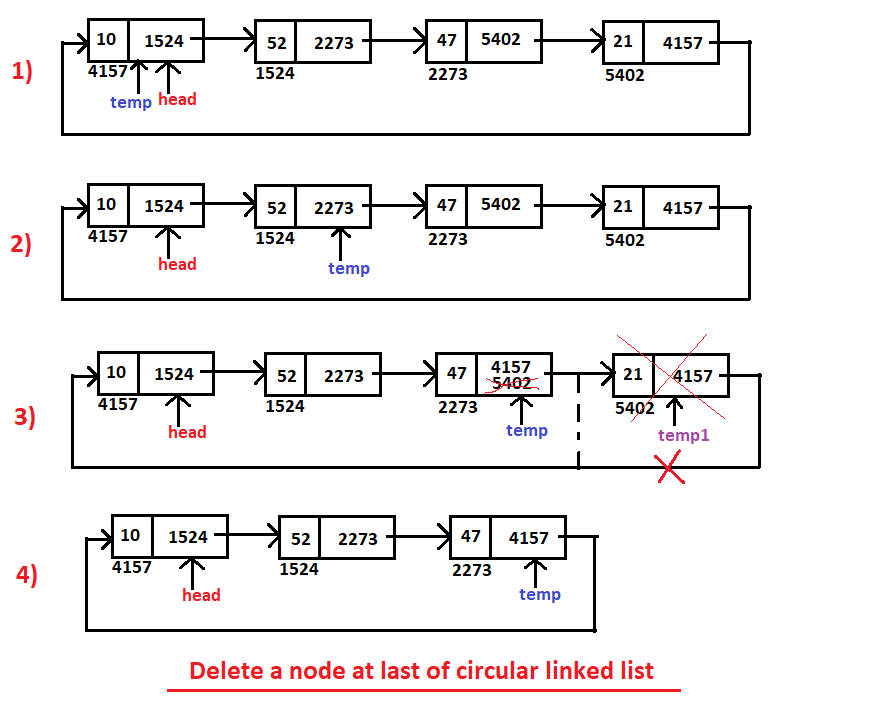 1)
10 1524 52 2273 47 5402 21 4157
4157 1524 2273 5402
temp head
2)
10 1524 52 2273 47 5402 21 4157
4157 1524 2273 5402
head temp
3)
10 1524 52 2273 47 4157 21 4157
5402
4157 1524 2273 5402
head temp temp1
4)
10 1524 52 2273 47 4157
4157 1524 2273
head temp
Delete a node at last of circular linked list